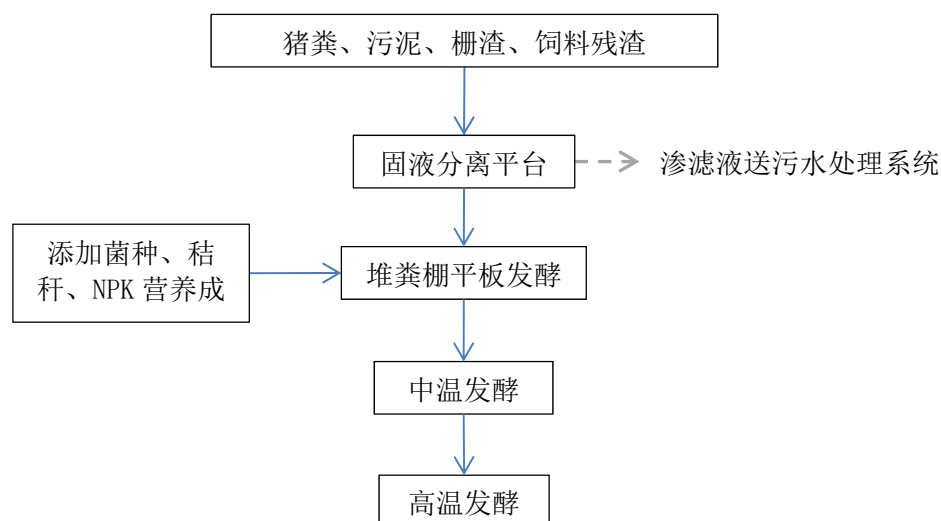 猪粪、污泥、栅渣、饲料残渣
固液分离平台
渗滤液送污水处理系统
添加菌种、秸
秆、NPK 营养成
堆粪棚平板发酵
中温发酵
高温发酵